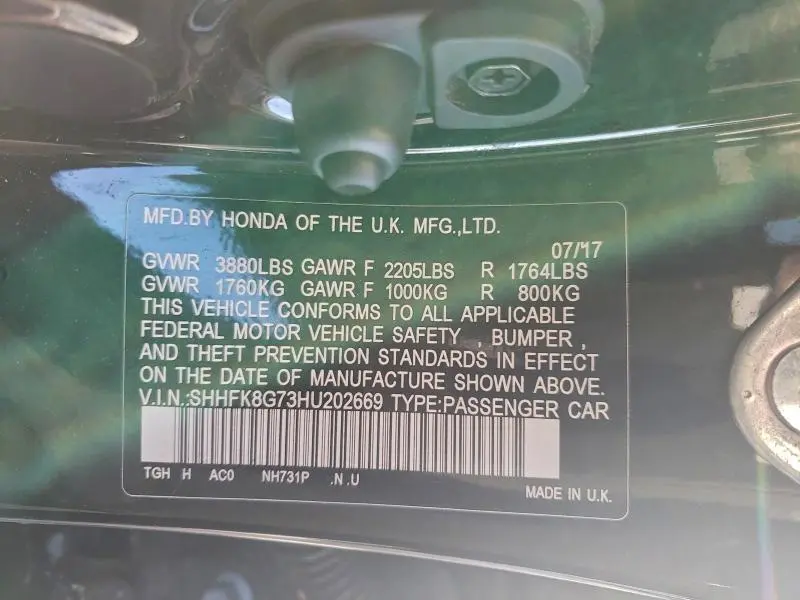 MFD.BY HONDA OF THE U.K. MFG.,LTD.
07/'17
GVWR 3880LBS GAWR F 2205LBS R 1764LBS
GVWR 1760KG GAWR F 1000KG R 800KG
THIS VEHICLE CONFORMS TO ALL APPLICABLE
FEDERAL MOTOR VEHICLE SAFETY , BUMPER ,
AND THEFT PREVENTION STANDARDS IN EFFECT
ON THE DATE OF MANUFACTURE SHOWN ABOVE.
V.I.N.:SHHFK8G73HU202669 TYPE:PASSENGER CAR
TGH H AC0 NH731P .N .U
MADE IN U.K.